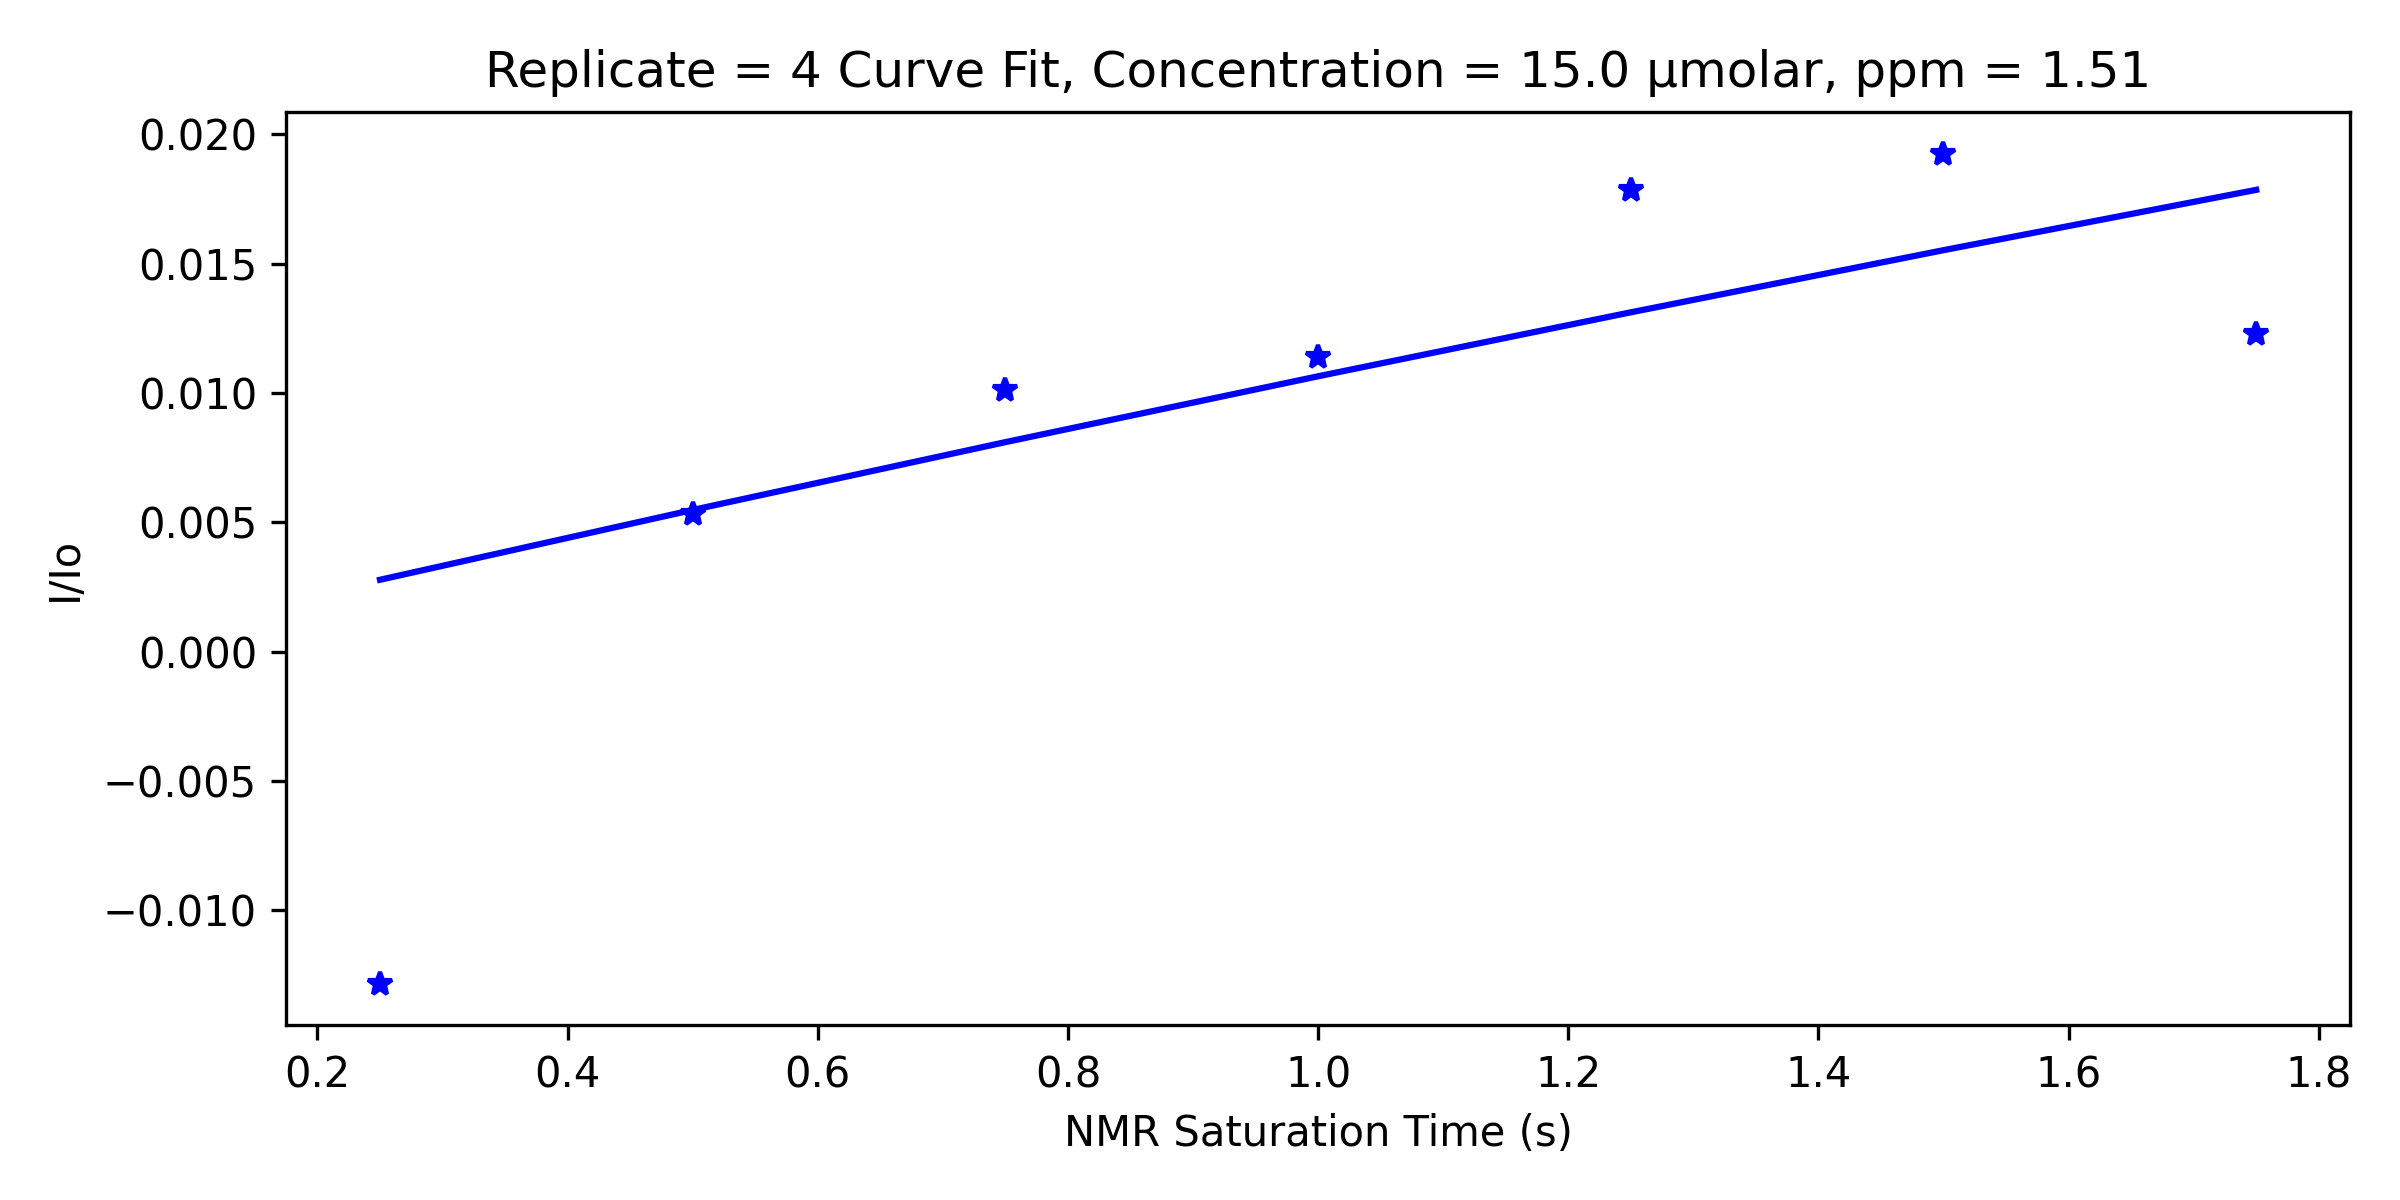 Replicate = 4 Curve Fit, Concentration = 15.0 µmolar, ppm = 1.51
0.020
0.015
0.010
0.005
0.000
−0.005
−0.010
I/Io
0.2 0.4 0.6 0.8 1.0 1.2 1.4 1.6 1.8
NMR Saturation Time (s)